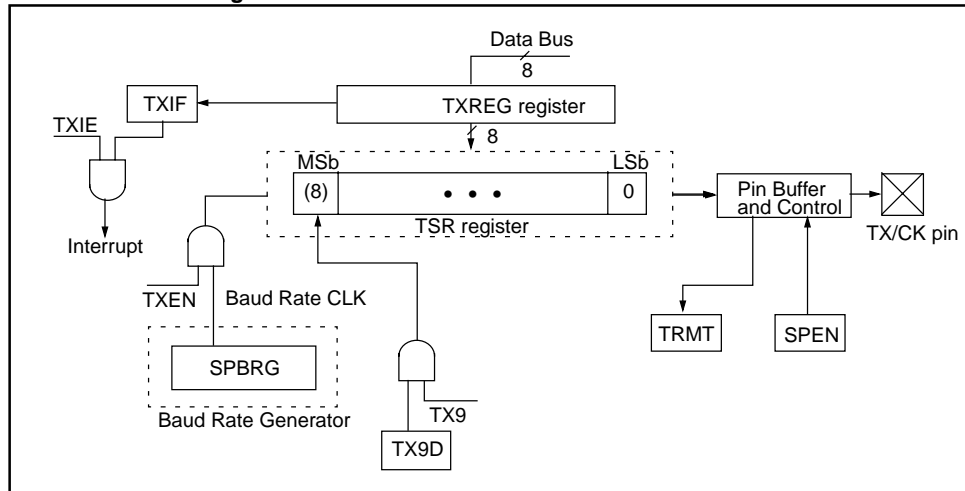 Data Bus
8
TXREG register
TXIF
TXIE
8
MSb
LSb
(8)
• • •
0
Pin Buffer
and Control
TSR register
TX/CK pin
Interrupt
TXEN
Baud Rate CLK
TRMT
SPEN
SPBRG
TX9
Baud Rate Generator
TX9D